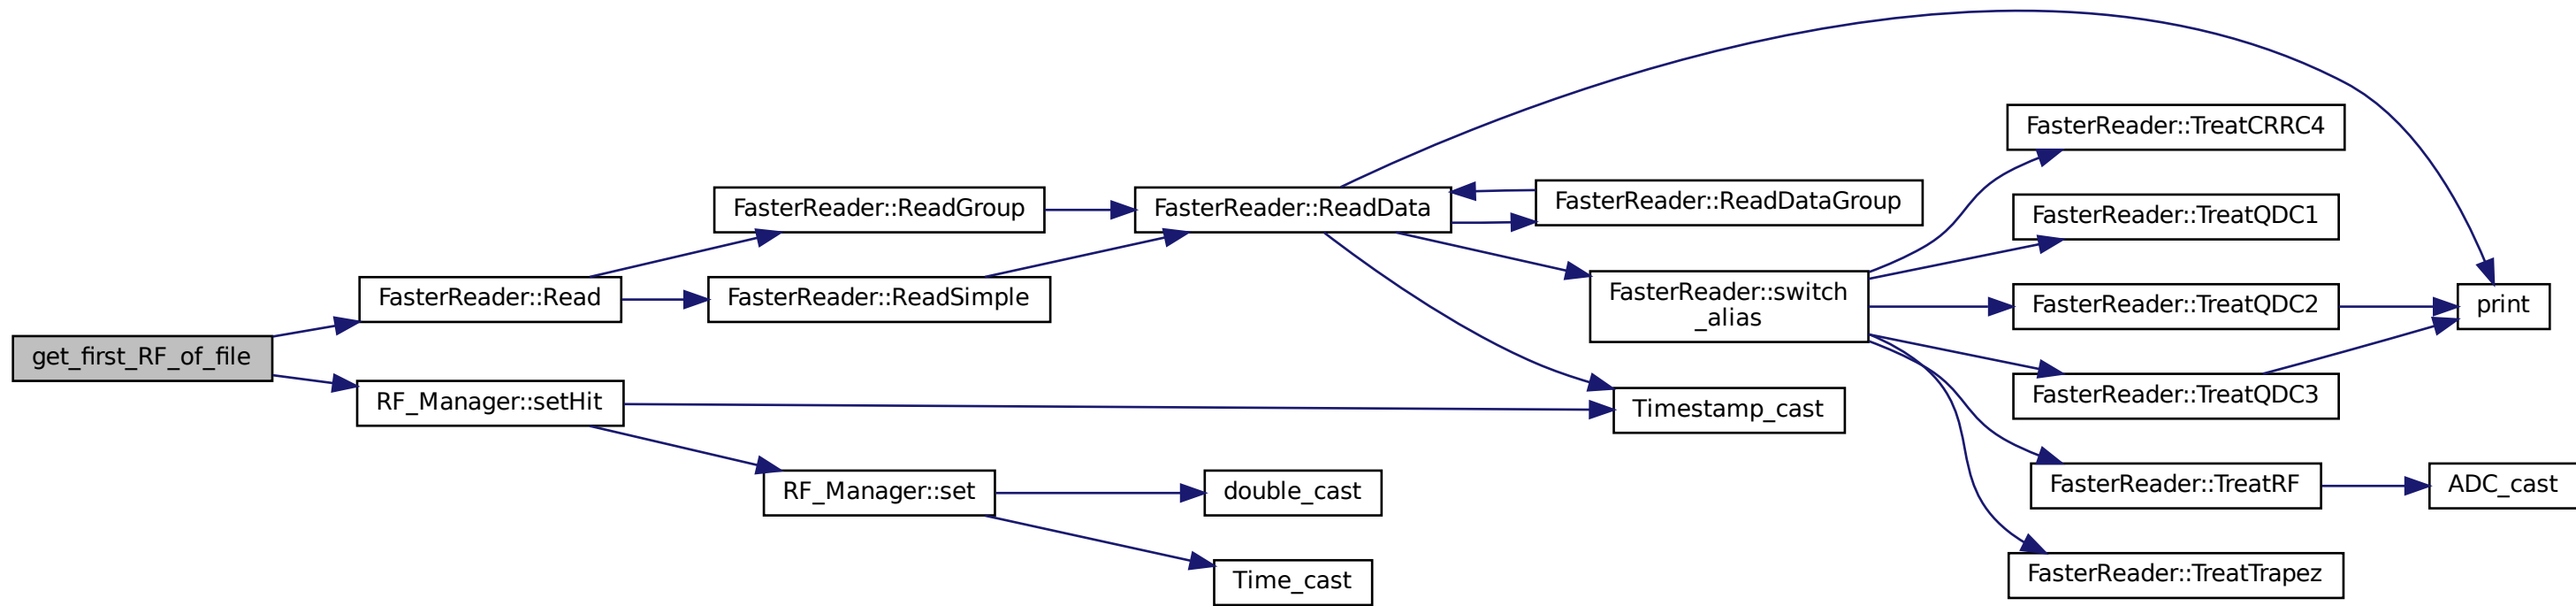 get_first_RF_of_file
FasterReader::Read
RF_Manager::setHit
FasterReader::ReadGroup
FasterReader::ReadSimple
RF_Manager::set
FasterReader::ReadData
double_cast
Time_cast
FasterReader::ReadDataGroup
FasterReader::switch
_alias
Timestamp_cast
FasterReader::TreatCRRC4
FasterReader::TreatQDC1
FasterReader::TreatQDC2
FasterReader::TreatQDC3
FasterReader::TreatRF
FasterReader::TreatTrapez
print
ADC_cast